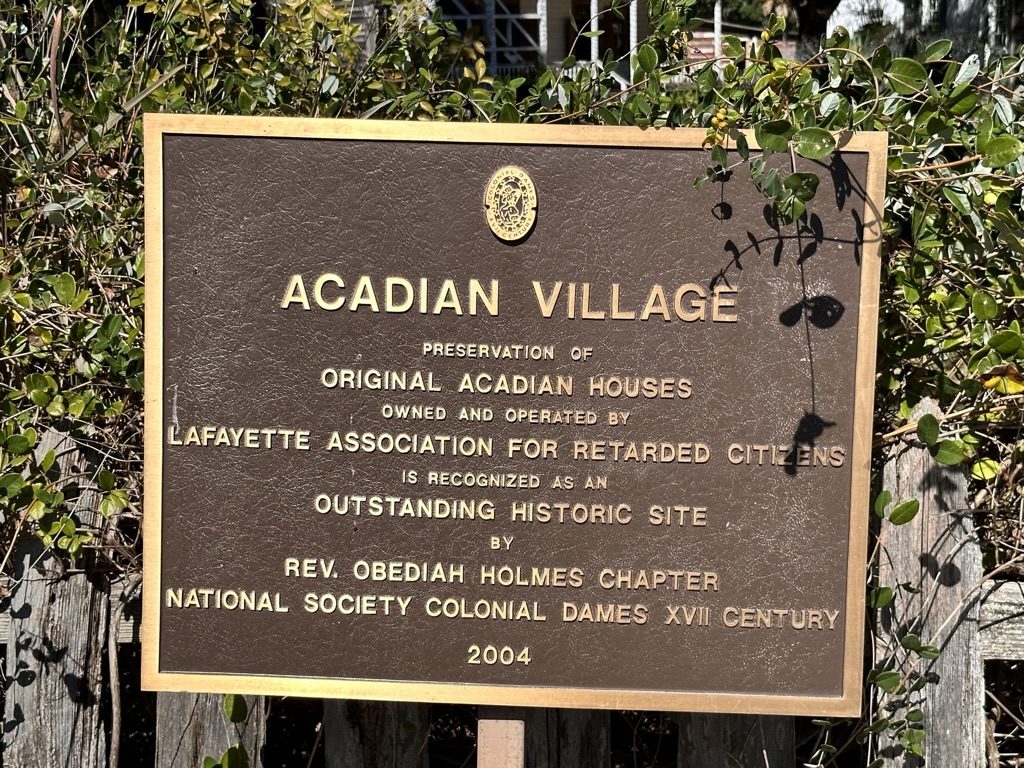 ACADIAN VILLAGE
PRESERVATION OF
ORIGINAL ACADIAN HOUSES
OWNED AND OPERATED BY
LAFAYETTE ASSOCIATION FOR RETARDED CITIZENS
IS RECOGNIZED AS AN
OUTSTANDING HISTORIC SITE
BY
REV. OBEDIAH HOLMES CHAPTER
NATIONAL SOCIETY COLONIAL DAMES XVII CENTURY
2004